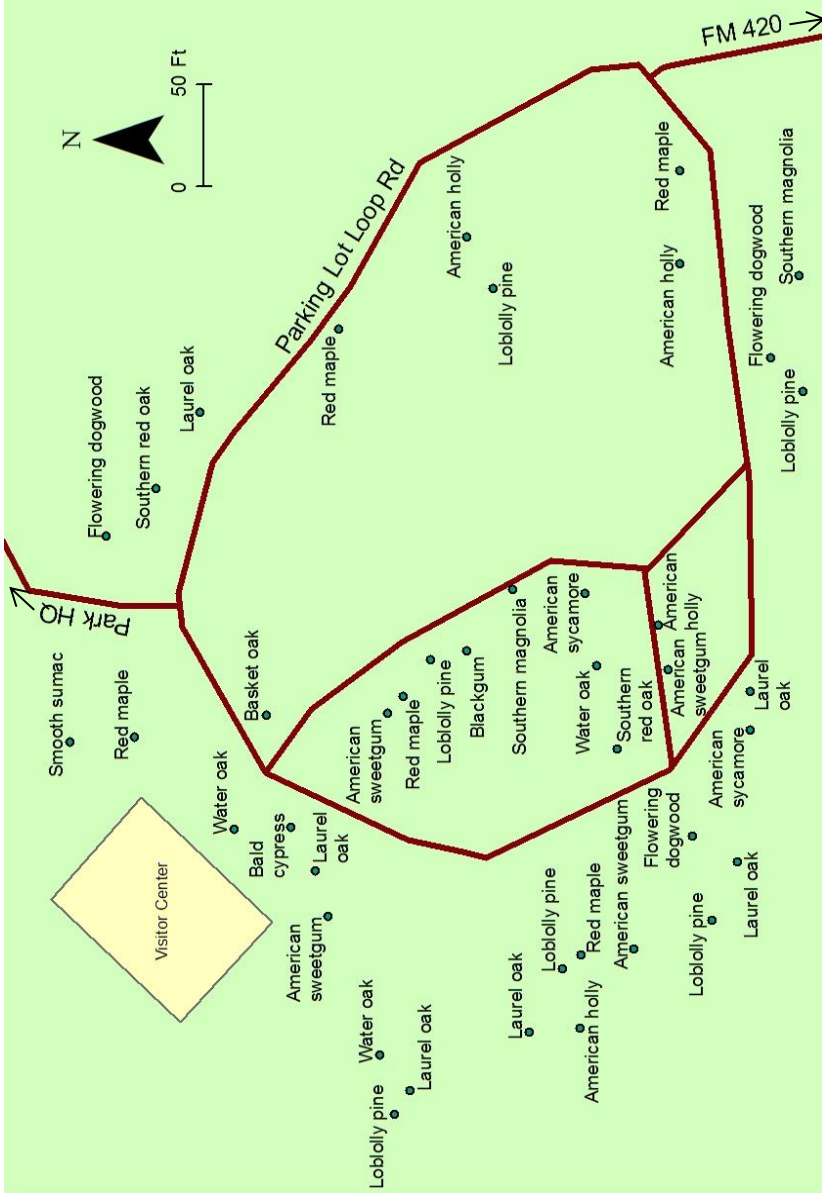 Smooth sumac
N
Park HQ
Flowering dogwood
Red maple
Southern red oak
Visitor Center
0 50 Ft
Laurel oak
Water oak
Basket oak
Bald
cypress
American
sweetgum
Laurel
oak
Red maple
Parking Lot Loop Rd
American
sweetgum
Water oak
Loblolly pine
Red maple
Laurel oak
Loblolly pine
American holly
Blackgum
Loblolly pine
Laurel oak
Southern magnolia
Loblolly pine
American
sycamore
Water oak
American holly
Red maple
American sweetgum
Southern
red oak
Flowering
dogwood
Red maple
American holly
American
holly
American
sweetgum
Loblolly pine
American
sycamore
FM 420
Laurel oak
Flowering dogwood
Laurel
oak
Southern magnolia
Loblolly pine